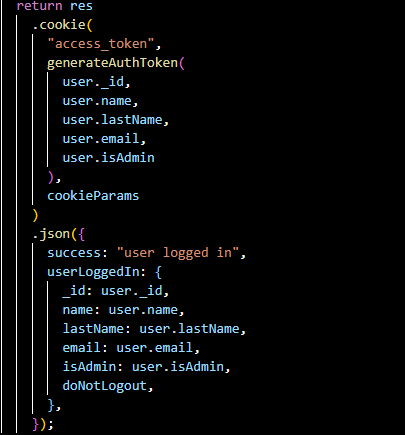 return res
.cookie(
"access_token",
generateAuthToken(
user._id,
user.name,
user.lastName,
user.email,
user.isAdmin
),
cookieParams
)
.json({
success: "user logged in",
userLoggedIn: {
_id: user._id,
name: user.name,
lastName: user.lastName,
email: user.email,
isAdmin: user.isAdmin,
doNotLogout,
},
});